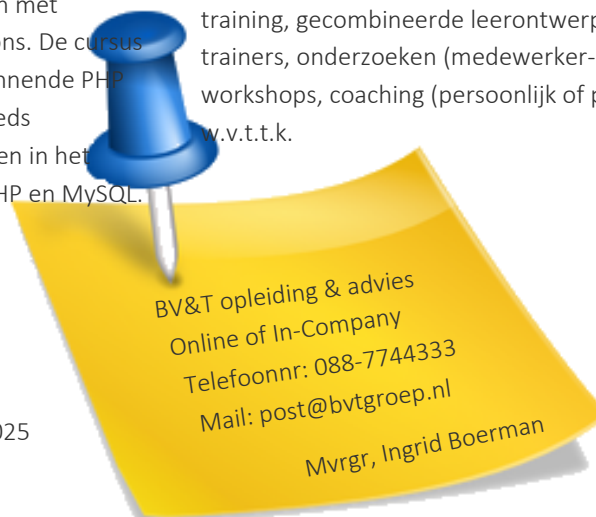 n met
ons. De cursus
nnende PHP
eds
en in het
HP en MySQL.
025
training, gecombineerde leerontwerp
trainers, onderzoeken (medewerker-
workshops, coaching (persoonlijk of p
w.v.t.t.k.
BV&T opleiding & advies
Online of In-Company
Telefoonnr: 088-7744333
Mail: post@bvtgroep.nl
Mvrgr, Ingrid Boerman